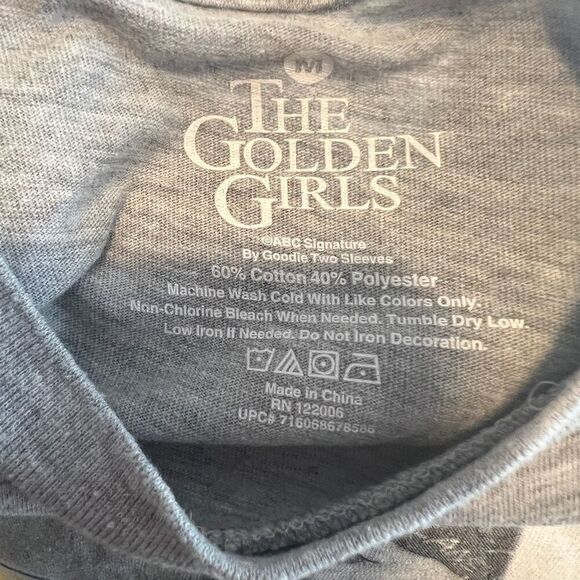 M
THE
GOLDEN
GIRLS
©ABC Signature
By Goodie Two Sleeves
60% Cotton 40% Polyester
Machine Wash Cold With Like Colors Only.
Non-Chlorine Bleach When Needed. Tumble Dry Low.
Low Iron If Needed. Do Not Iron Decoration.
Made in China
RN 122006
UPC# 716068678586